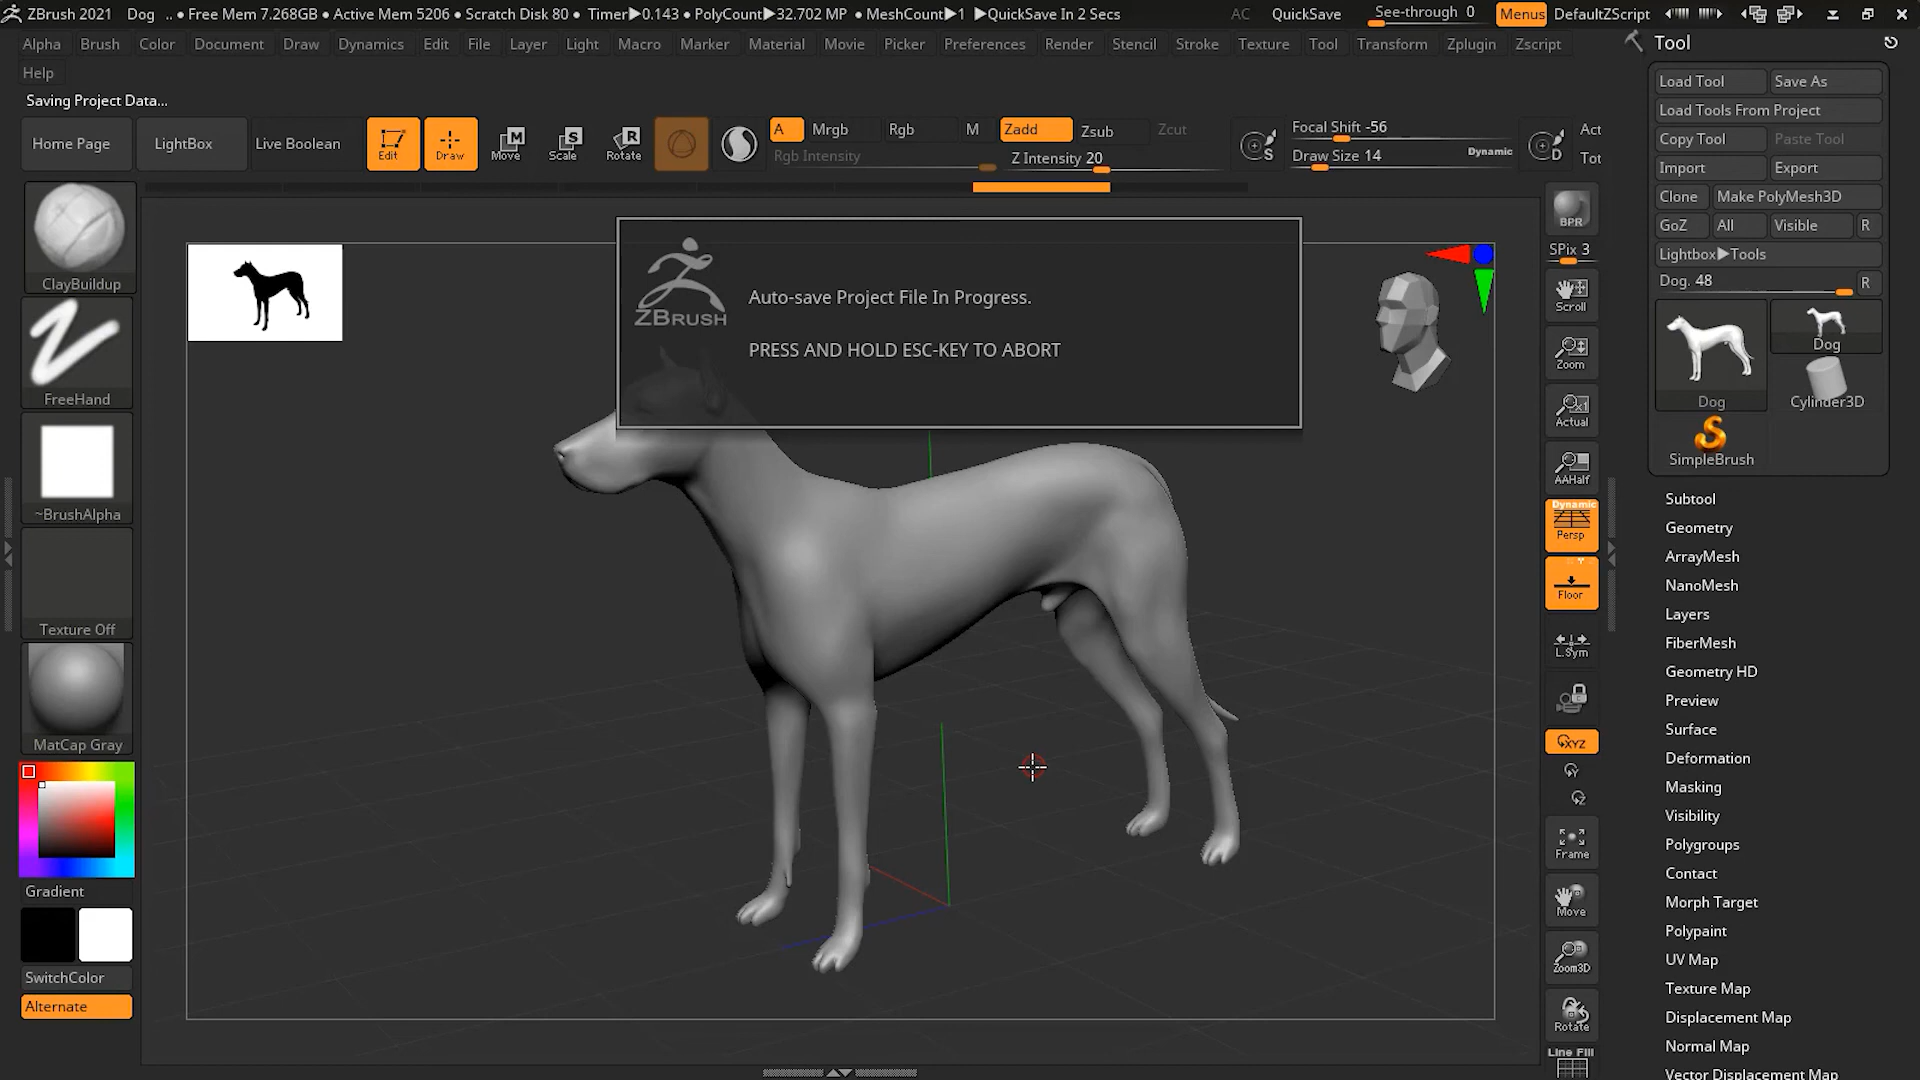 ZBrush 2021 Dog .. • Free Mem 7.268GB • Active Mem 5206 • Scratch Disk 80 • Timer▶0.143 • PolyCount▶32.702 MP • MeshCount▶1 ▶QuickSave In 2 Secs AC QuickSave See-through 0 Menus DefaultZScript
Alpha Brush Color Document Draw Dynamics Edit File Layer Light Macro Marker Material Movie Picker Preferences Render Stencil Stroke Texture Tool Transform Zplugin Zscript
Help
Saving Project Data...
Home Page LightBox Live Boolean Edit Draw Move Scale Rotate
M S R
A Mrgb Rgb M Zadd Zsub Zcut
Rgb Intensity Z Intensity 20
S Focal Shift -56
Draw Size 14 Dynamic
D Act
Tot
ClayBuildup
FreeHand
~BrushAlpha
Texture Off
MatCap Gray
Gradient
SwitchColor
Alternate
ZBRUSH
Auto-save Project File In Progress.
PRESS AND HOLD ESC-KEY TO ABORT
BPR
SPix 3
Scroll
Zoom
Actual
AAHalf
Dynamic
Persp
Floor
L.Sym
XYZ
Y
Z
Frame
Move
Zoom3D
Rotate
Line Fill
Tool
Load Tool Save As
Load Tools From Project
Copy Tool Paste Tool
Import Export
Clone Make PolyMesh3D
GoZ All Visible R
Lightbox▶Tools
Dog. 48 R
Dog
Dog
Cylinder3D
SimpleBrush
Subtool
Geometry
ArrayMesh
NanoMesh
Layers
FiberMesh
Geometry HD
Preview
Surface
Deformation
Masking
Visibility
Polygroups
Contact
Morph Target
Polypaint
UV Map
Texture Map
Displacement Map
Normal Map
Vector Displacement Map